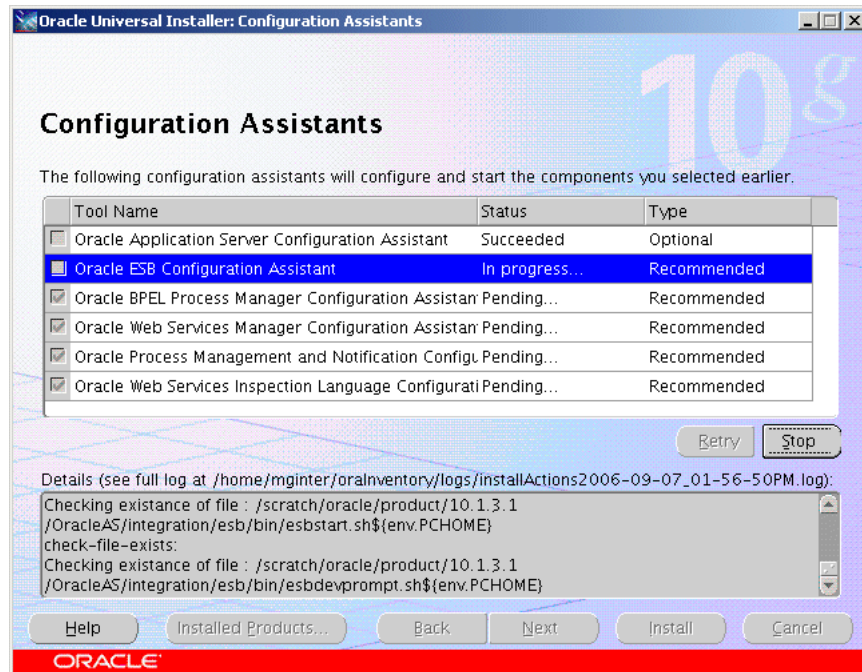 Oracle Universal Installer: Configuration Assistants
10g
Configuration Assistants
The following configuration assistants will configure and start the components you selected earlier.
Tool Name Status Type
Oracle Application Server Configuration Assistant Succeeded Optional
Oracle ESB Configuration Assistant In progress... Recommended
Oracle BPEL Process Manager Configuration Assistan Pending... Recommended
Oracle Web Services Manager Configuration Assistan Pending... Recommended
Oracle Process Management and Notification Configu Pending... Recommended
Oracle Web Services Inspection Language Configurati Pending... Recommended
Retry Stop
Details (see full log at /home/mginter/oraInventory/logs/installActions2006-09-07_01-56-50PM.log):
Checking existance of file : /scratch/oracle/product/10.1.3.1
/OracleAS/integration/esb/bin/esbstart.sh${env.PCHOME}
check-file-exists:
Checking existance of file : /scratch/oracle/product/10.1.3.1
/OracleAS/integration/esb/bin/esbdevprompt.sh${env.PCHOME}
Help Installed Products... Back Next Install Cancel
ORACLE